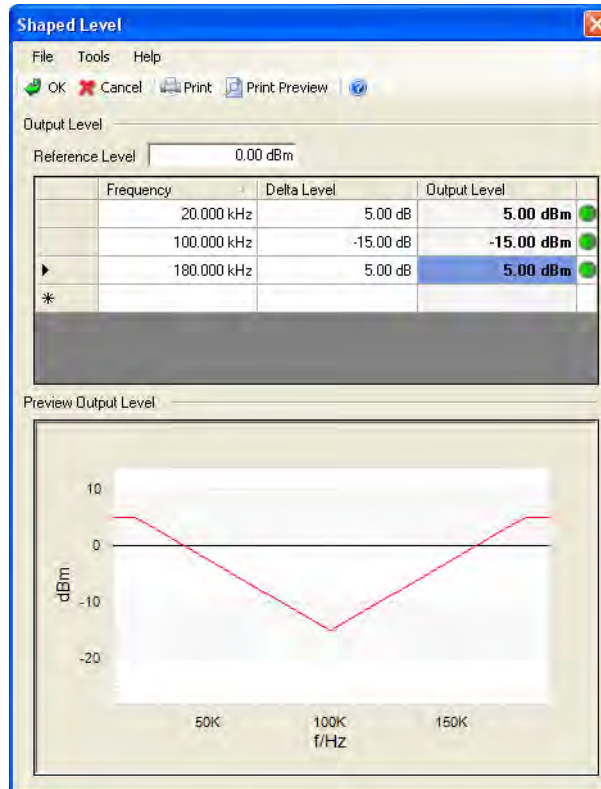 Shaped Level
File Tools Help
OK Cancel Print Print Preview
Output Level
Reference Level 0.00 dBm
Frequency Delta Level Output Level
20.000 kHz 5.00 dB 5.00 dBm
100.000 kHz -15.00 dB -15.00 dBm
180.000 kHz 5.00 dB 5.00 dBm
Preview Output Level
10
0
-10
-20
dBm
50K 100K 150K
f/Hz